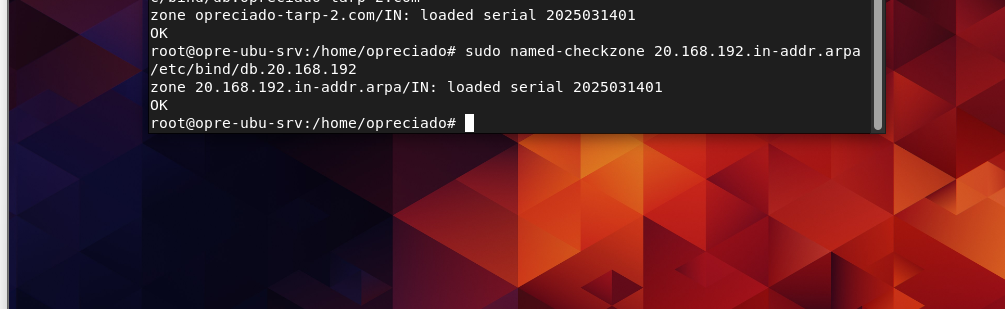 zone opreciado-tarp-2.com/IN: loaded serial 2025031401
OK
root@opre-ubu-srv:/home/opreciado# sudo named-checkzone 20.168.192.in-addr.arpa
/etc/bind/db.20.168.192
zone 20.168.192.in-addr.arpa/IN: loaded serial 2025031401
OK
root@opre-ubu-srv:/home/opreciado#